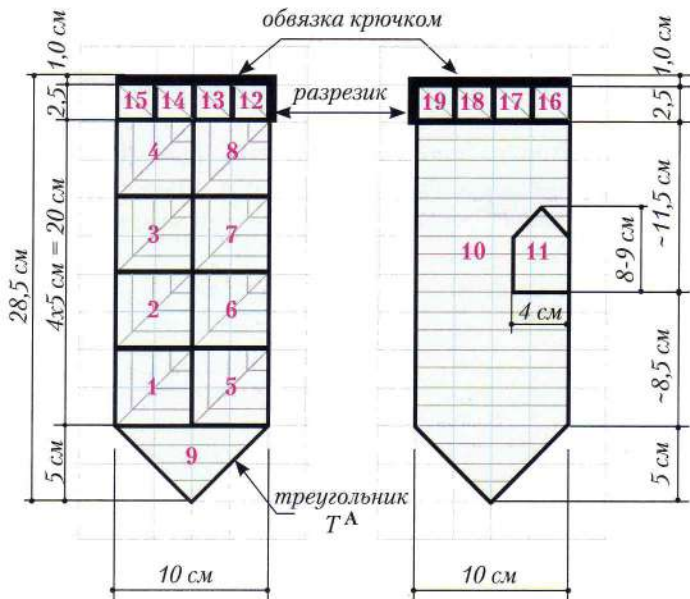 обвязка крючком
1,0 см
1,0 см
15 14 13 12
разрезик
19 18 17 16
2,5
2,5
4 8
3 7
2 6
1 5
9
10
11
28,5 см
4x5 см = 20 см
5 см
~11,5 см
8-9 см
4 см
~8,5 см
5 см
треугольник
Т А
10 см
10 см